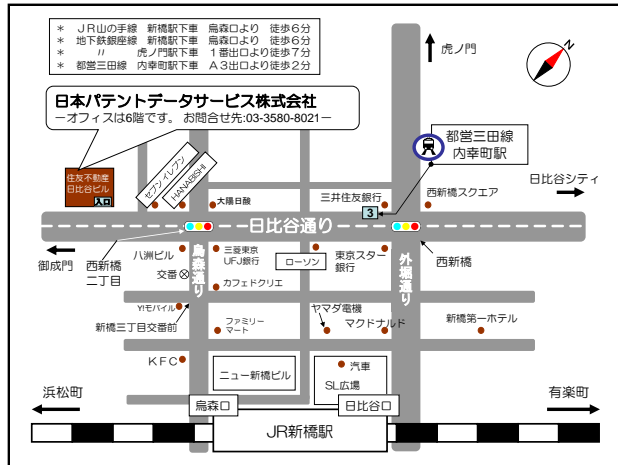 ＊　ＪＲ山の手線　新橋駅下車　烏森口より　徒歩６分
＊　地下鉄銀座線　新橋駅下車　烏森口より　徒歩６分
＊　　　〃　　虎ノ門駅下車　１番出口より徒歩７分
＊　都営三田線　内幸町駅下車　Ａ３出口より徒歩２分
虎ノ門
N
日本パテントデータサービス株式会社
－オフィスは6階です。 お問合せ先:03-3580-8021－
都営三田線
内幸町駅
セブンイレブン
HANABISHI
住友不動産
日比谷ビル
入口
大陽日酸
三井住友銀行
3
西新橋スクエア
日比谷シティ
日比谷通り
御成門
西新橋
二丁目
八洲ビル
交番
烏森通り
三菱東京
UFJ銀行
ローソン
東京スター
銀行
外堀通り
西新橋
カフェドクリエ
Y!モバイル
新橋三丁目交番前
ファミリー
マート
ヤマダ電機
マクドナルド
新橋第一ホテル
ＫＦＣ
ニュー新橋ビル
汽車
SL広場
浜松町
烏森口
日比谷口
有楽町
JR新橋駅